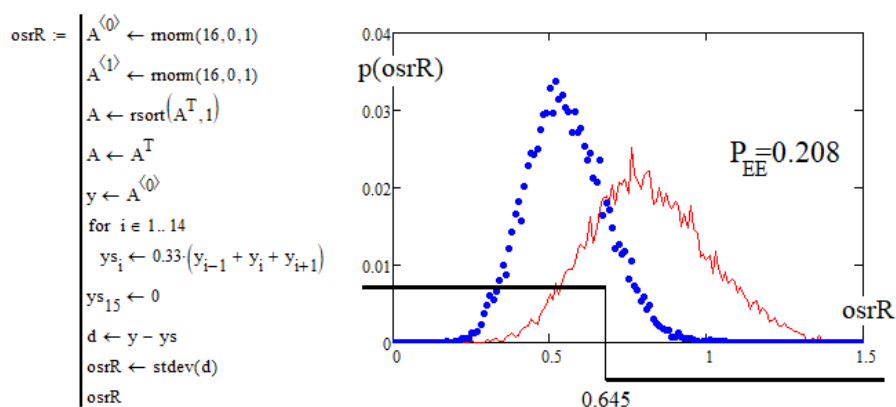 osrR := A⟨0⟩ ← rnorm(16,0,1)
A⟨1⟩ ← rnorm(16,0,1)
A ← rsort(Aᵀ,1)
A ← Aᵀ
y ← A⟨0⟩
for i ∈ 1..14
ysᵢ ← 0.33·(yᵢ₋₁ + yᵢ + yᵢ₊₁)
ys₁₅ ← 0
d ← y − ys
osrR ← stdev(d)
osrR
0.04
p(osrR)
0.03
0.02
0.01
0
P_EE=0.208
osrR
0 0.5 1 1.5
0.645